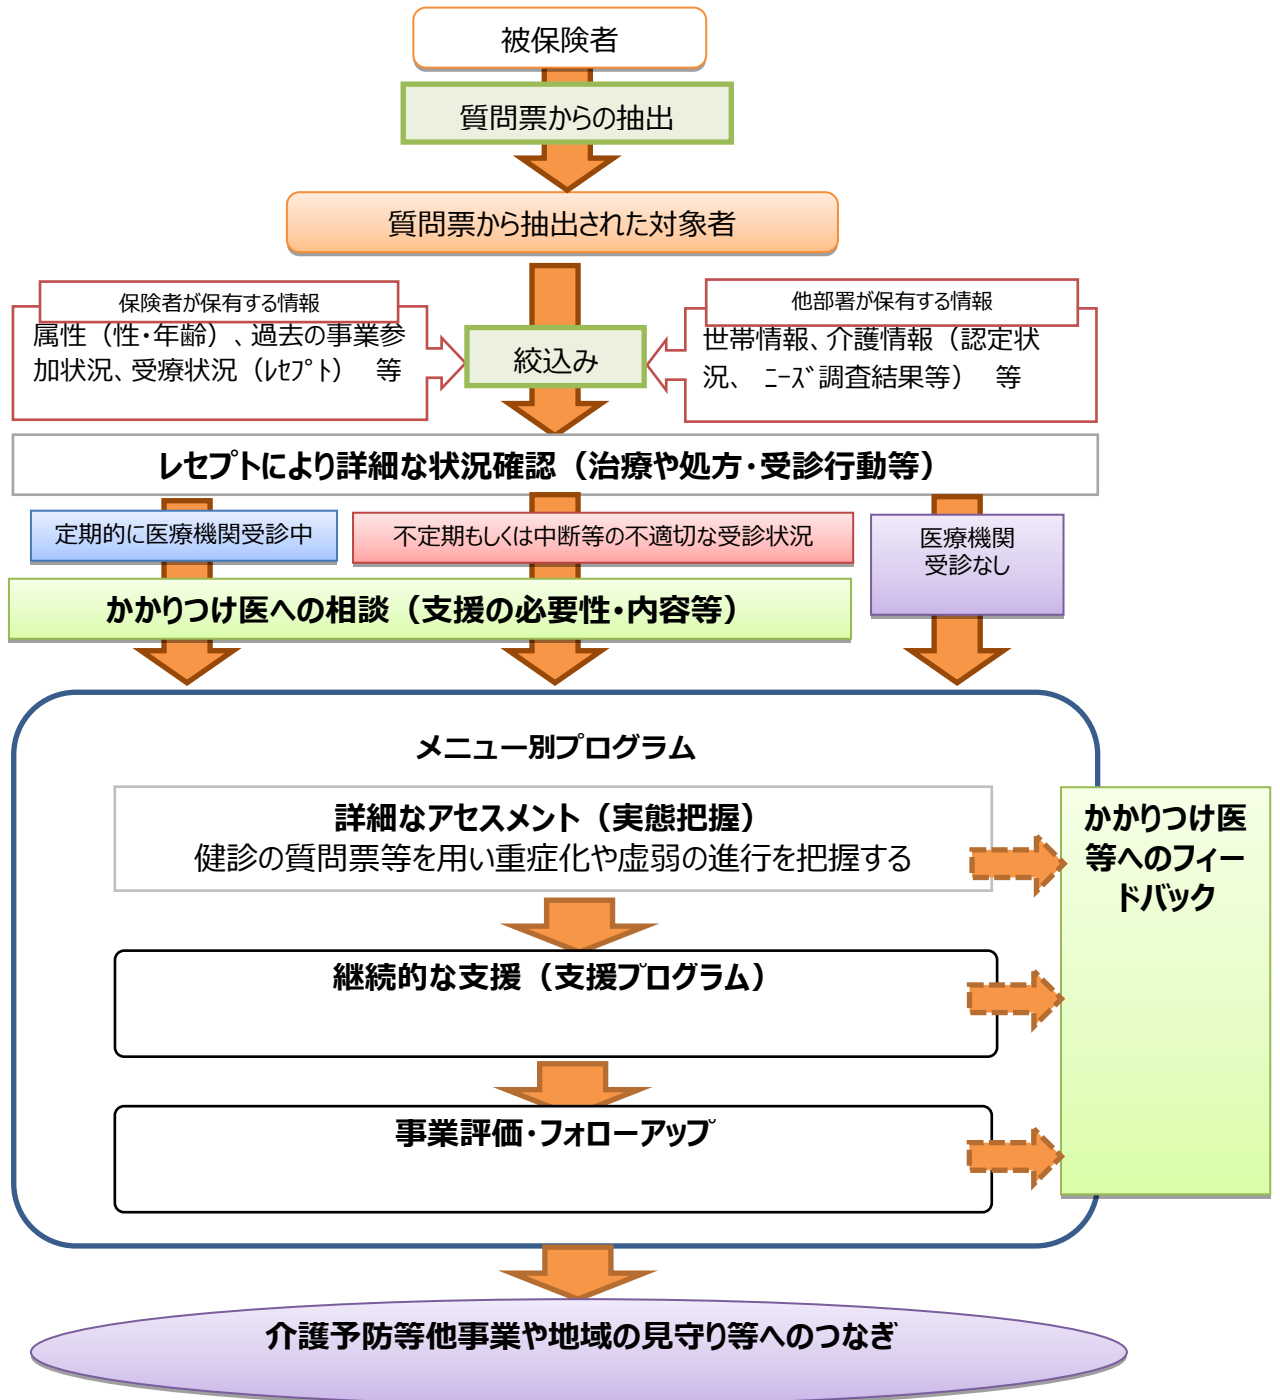 被保険者
質問票からの抽出
質問票から抽出された対象者
保険者が保有する情報
属性（性・年齢）、過去の事業参
加状況、受療状況（ﾚｾﾌﾟﾄ）　等
絞込み
他部署が保有する情報
世帯情報、介護情報（認定状
況、ﾆｰｽﾞ調査結果等）　等
レセプトにより詳細な状況確認（治療や処方・受診行動等）
定期的に医療機関受診中
不定期もしくは中断等の不適切な受診状況
医療機関
受診なし
かかりつけ医への相談（支援の必要性・内容等）
メニュー別プログラム
詳細なアセスメント（実態把握）
健診の質問票等を用い重症化や虚弱の進行を把握する
かかりつけ医
等へのフィー
ドバック
継続的な支援（支援プログラム）
事業評価・フォローアップ
介護予防等他事業や地域の見守り等へのつなぎ